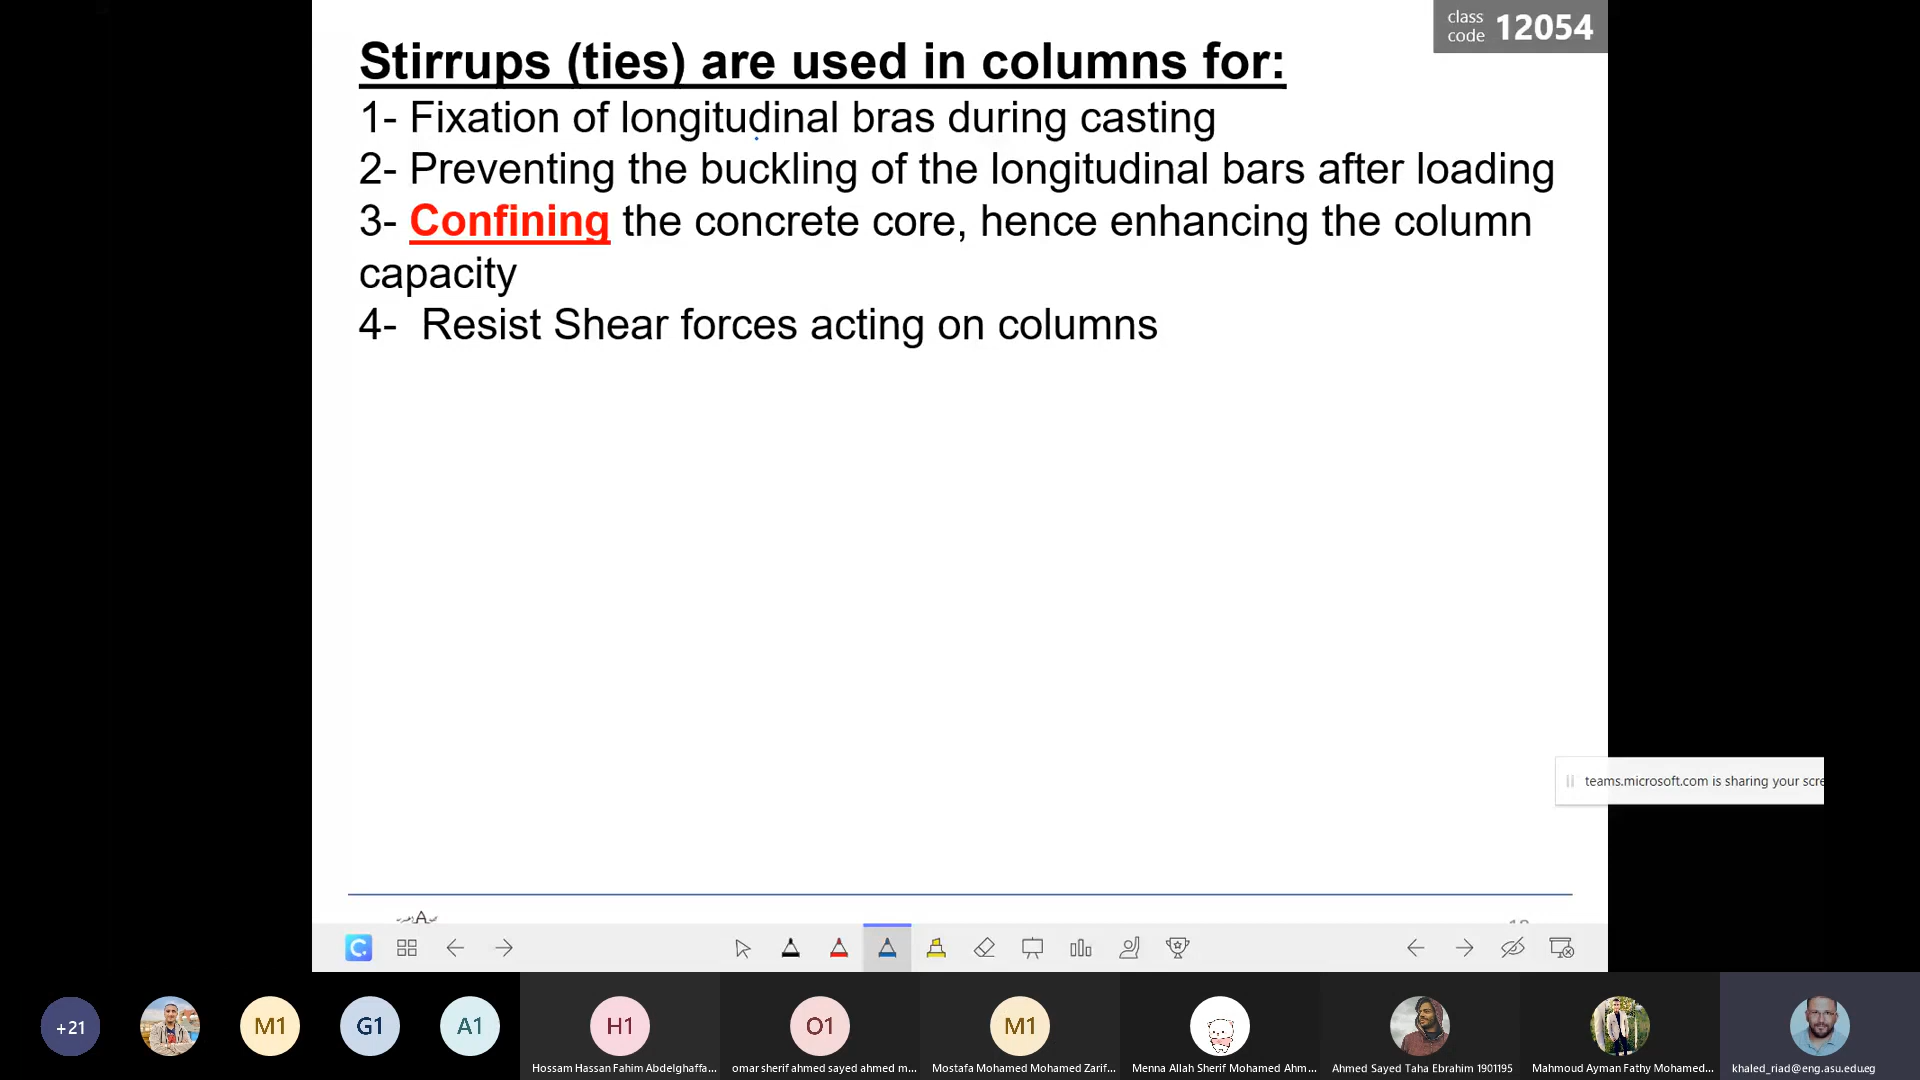 class
code 12054
Stirrups (ties) are used in columns for:
1- Fixation of longitudinal bras during casting
2- Preventing the buckling of the longitudinal bars after loading
3- Confining the concrete core, hence enhancing the column
capacity
4- Resist Shear forces acting on columns
teams.microsoft.com is sharing your scre
+21
M1
G1
A1
H1
O1
M1
Hossam Hassan Fahim Abdelghaffa...
omar sherif ahmed sayed ahmed m...
Mostafa Mohamed Mohamed Zarif...
Menna Allah Sherif Mohamed Ahm...
Ahmed Sayed Taha Ebrahim 1901195
Mahmoud Ayman Fathy Mohamed...
khaled_riad@eng.asu.edu.eg